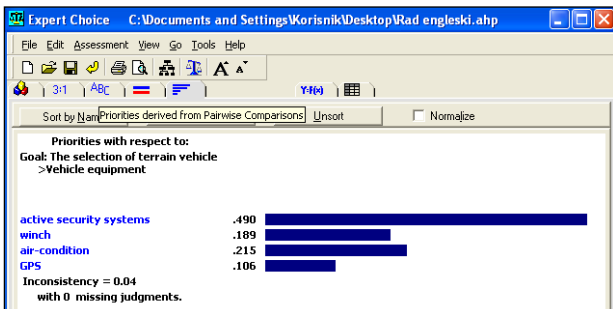 Expert Choice C:\Documents and Settings\Korisnik\Desktop\Rad engleski.ahp
File Edit Assessment View Go Tools Help
3:1 ABC Y=F(x)
Sort by Nam Priorities derived from Pairwise Comparisons Unsort Normalize
Priorities with respect to:
Goal: The selection of terrain vehicle
>Vehicle equipment
active security systems .490
winch .189
air-condition .215
GPS .106
Inconsistency = 0.04
with 0 missing judgments.